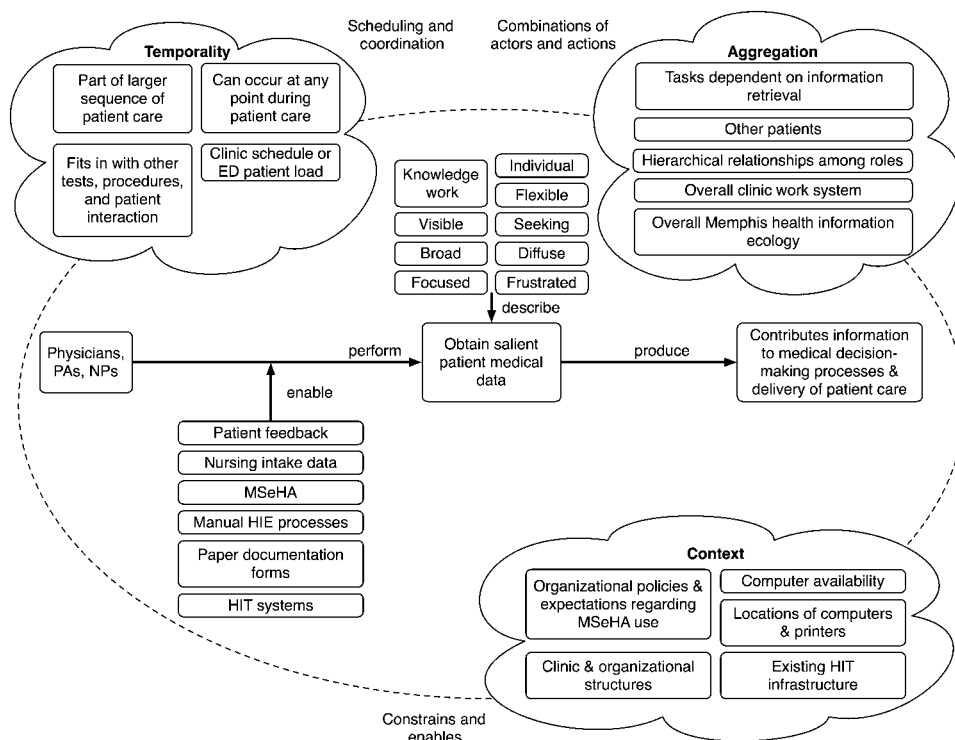 Scheduling and
coordination
Combinations of
actors and actions
Temporality
Part of larger
sequence of
patient care
Can occur at any
point during
patient care
Fits in with other
tests, procedures,
and patient
interaction
Clinic schedule or
ED patient load
Aggregation
Tasks dependent on information
retrieval
Other patients
Hierarchical relationships among roles
Overall clinic work system
Overall Memphis health information
ecology
Knowledge
work
Visible
Broad
Focused
Individual
Flexible
Seeking
Diffuse
Frustrated
describe
Physicians,
PAs, NPs
perform
Obtain salient
patient medical
data
produce
Contributes information
to medical decision-
making processes &
delivery of patient care
enable
Patient feedback
Nursing intake data
MSeHA
Manual HIE processes
Paper documentation
forms
HIT systems
Context
Organizational policies &
expectations regarding
MSeHA use
Computer availability
Locations of computers
& printers
Clinic & organizational
structures
Existing HIT
infrastructure
Constrains and
enables